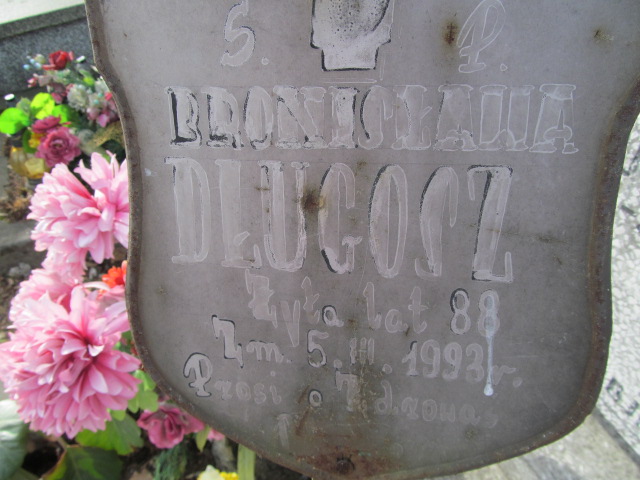 Ś. P.
BRONISŁAWA
DŁUGOSZ
Żyła lat 88
Zm. 5. III. 1993 r.
Prosi o Zdrowaś